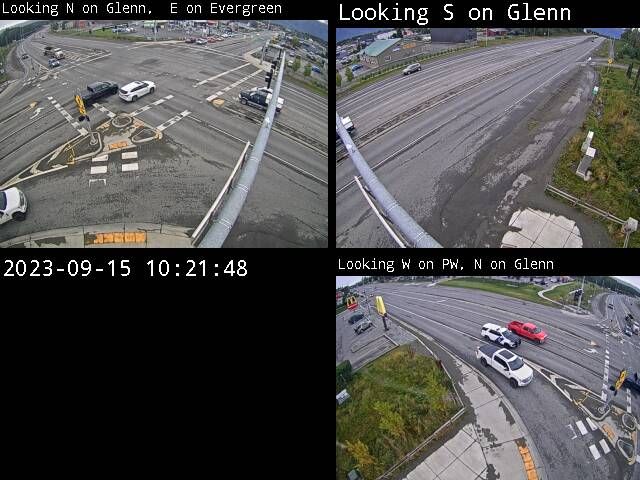 Looking N on Glenn, E on Evergreen
Looking S on Glenn
2023-09-15 10:21:48
Looking W on PW, N on Glenn